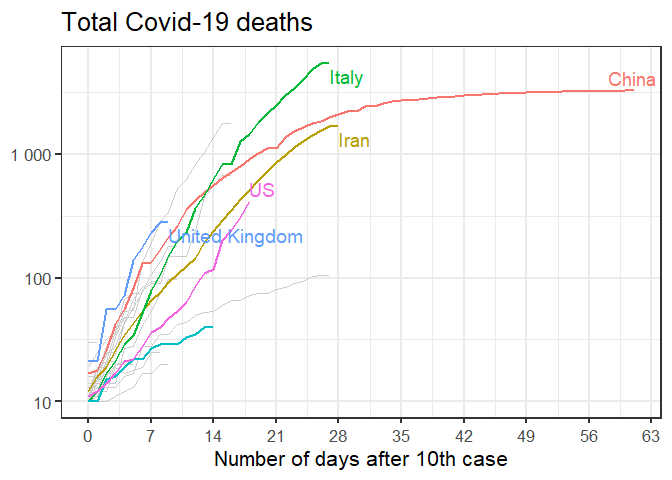 Total Covid-19 deaths
Italy
China
Iran
1 000
US
United Kingdom
100
10
0 7 14 21 28 35 42 49 56 63
Number of days after 10th case